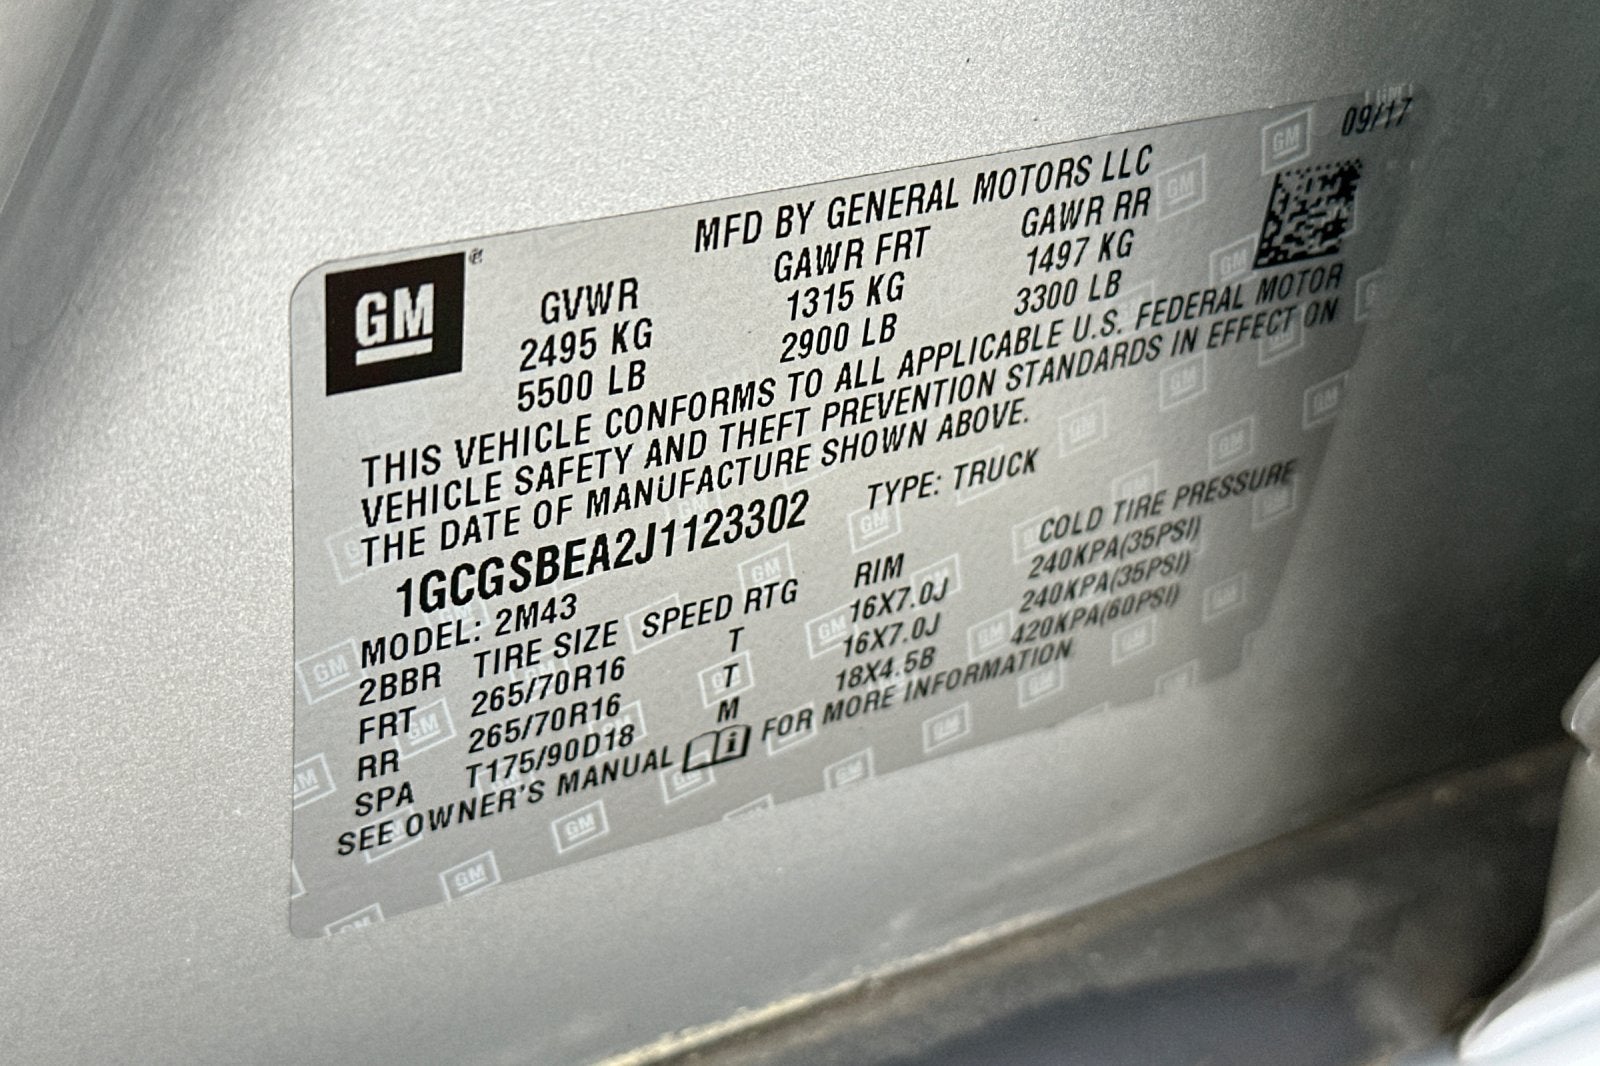 09/17
MFD BY GENERAL MOTORS LLC
GM
GVWR GAWR FRT GAWR RR
2495 KG 1315 KG 1497 KG
5500 LB 2900 LB 3300 LB
THIS VEHICLE CONFORMS TO ALL APPLICABLE U.S. FEDERAL MOTOR
VEHICLE SAFETY AND THEFT PREVENTION STANDARDS IN EFFECT ON
THE DATE OF MANUFACTURE SHOWN ABOVE.
1GCGSBEA2J1123302 TYPE: TRUCK
MODEL: 2M43
2BBR TIRE SIZE SPEED RTG RIM COLD TIRE PRESSURE
FRT 265/70R16 T 16X7.0J 240KPA(35PSI)
RR 265/70R16 T 16X7.0J 240KPA(35PSI)
SPA T175/90D18 M 18X4.5B 420KPA(60PSI)
SEE OWNER'S MANUAL i FOR MORE INFORMATION